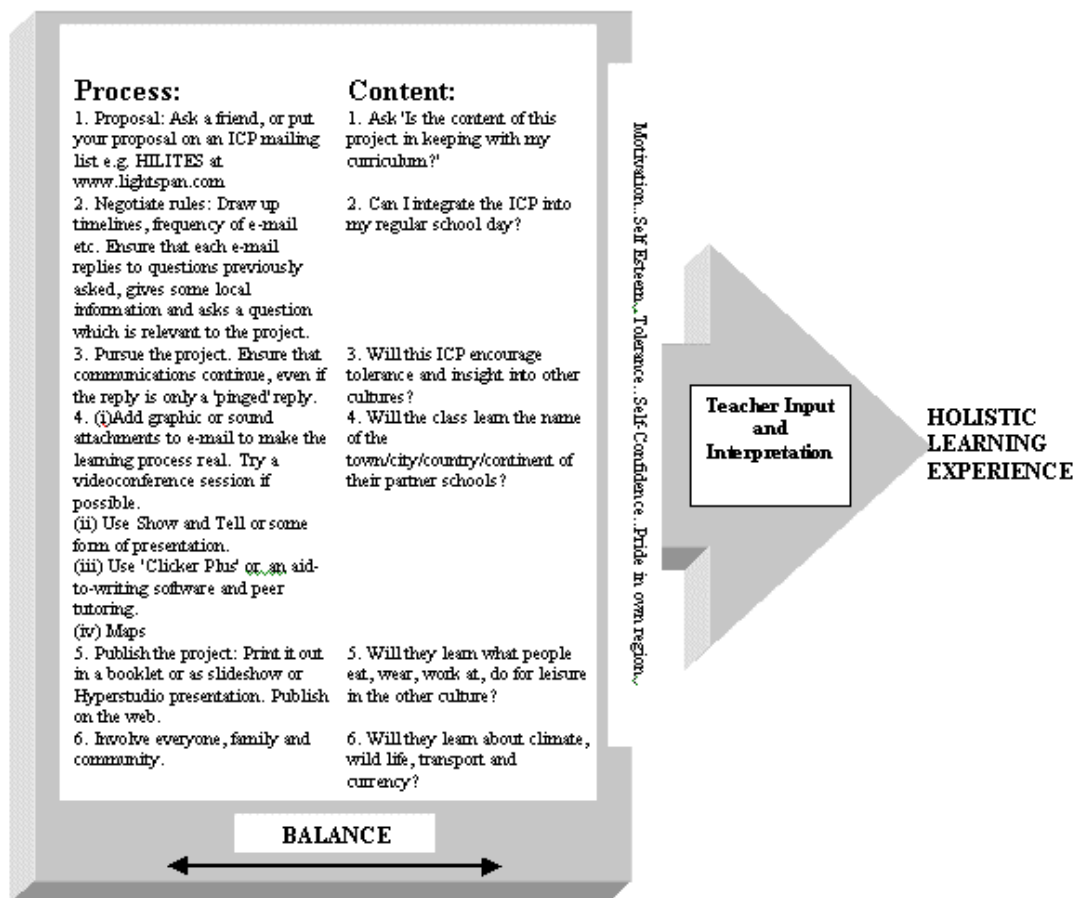 Process:
1. Proposal: Ask a friend, or put
your proposal on an ICP mailing
list e.g. HILITES at
www.lightspan.com
2. Negotiate rules: Draw up
timelines, frequency of e-mail
etc. Ensure that each e-mail
replies to questions previously
asked, gives some local
information and asks a question
which is relevant to the project.
3. Pursue the project. Ensure that
communications continue, even if
the reply is only a 'pinged' reply.
4. (i)Add graphic or sound
attachments to e-mail to make the
learning process real. Try a
videoconference session if
possible.
(ii) Use Show and Tell or some
form of presentation.
(iii) Use 'Clicker Plus' or an aid-
to-writing software and peer
tutoring.
(iv) Maps
5. Publish the project: Print it out
in a booklet or as slideshow or
Hyperstudio presentation. Publish
on the web.
6. Involve everyone, family and
community.
Content:
1. Ask 'Is the content of this
project in keeping with my
curriculum?'
2. Can I integrate the ICP into
my regular school day?
3. Will this ICP encourage
tolerance and insight into other
cultures?
4. Will the class learn the name
of the
town/city/country/continent of
their partner schools?
5. Will they learn what people
eat, wear, work at, do for leisure
in the other culture?
6. Will they learn about climate,
wild life, transport and
currency?
BALANCE
Motivation...Self Esteem...Tolerance...Self-Confidence...Pride in own region.
Teacher Input
and
Interpretation
HOLISTIC
LEARNING
EXPERIENCE